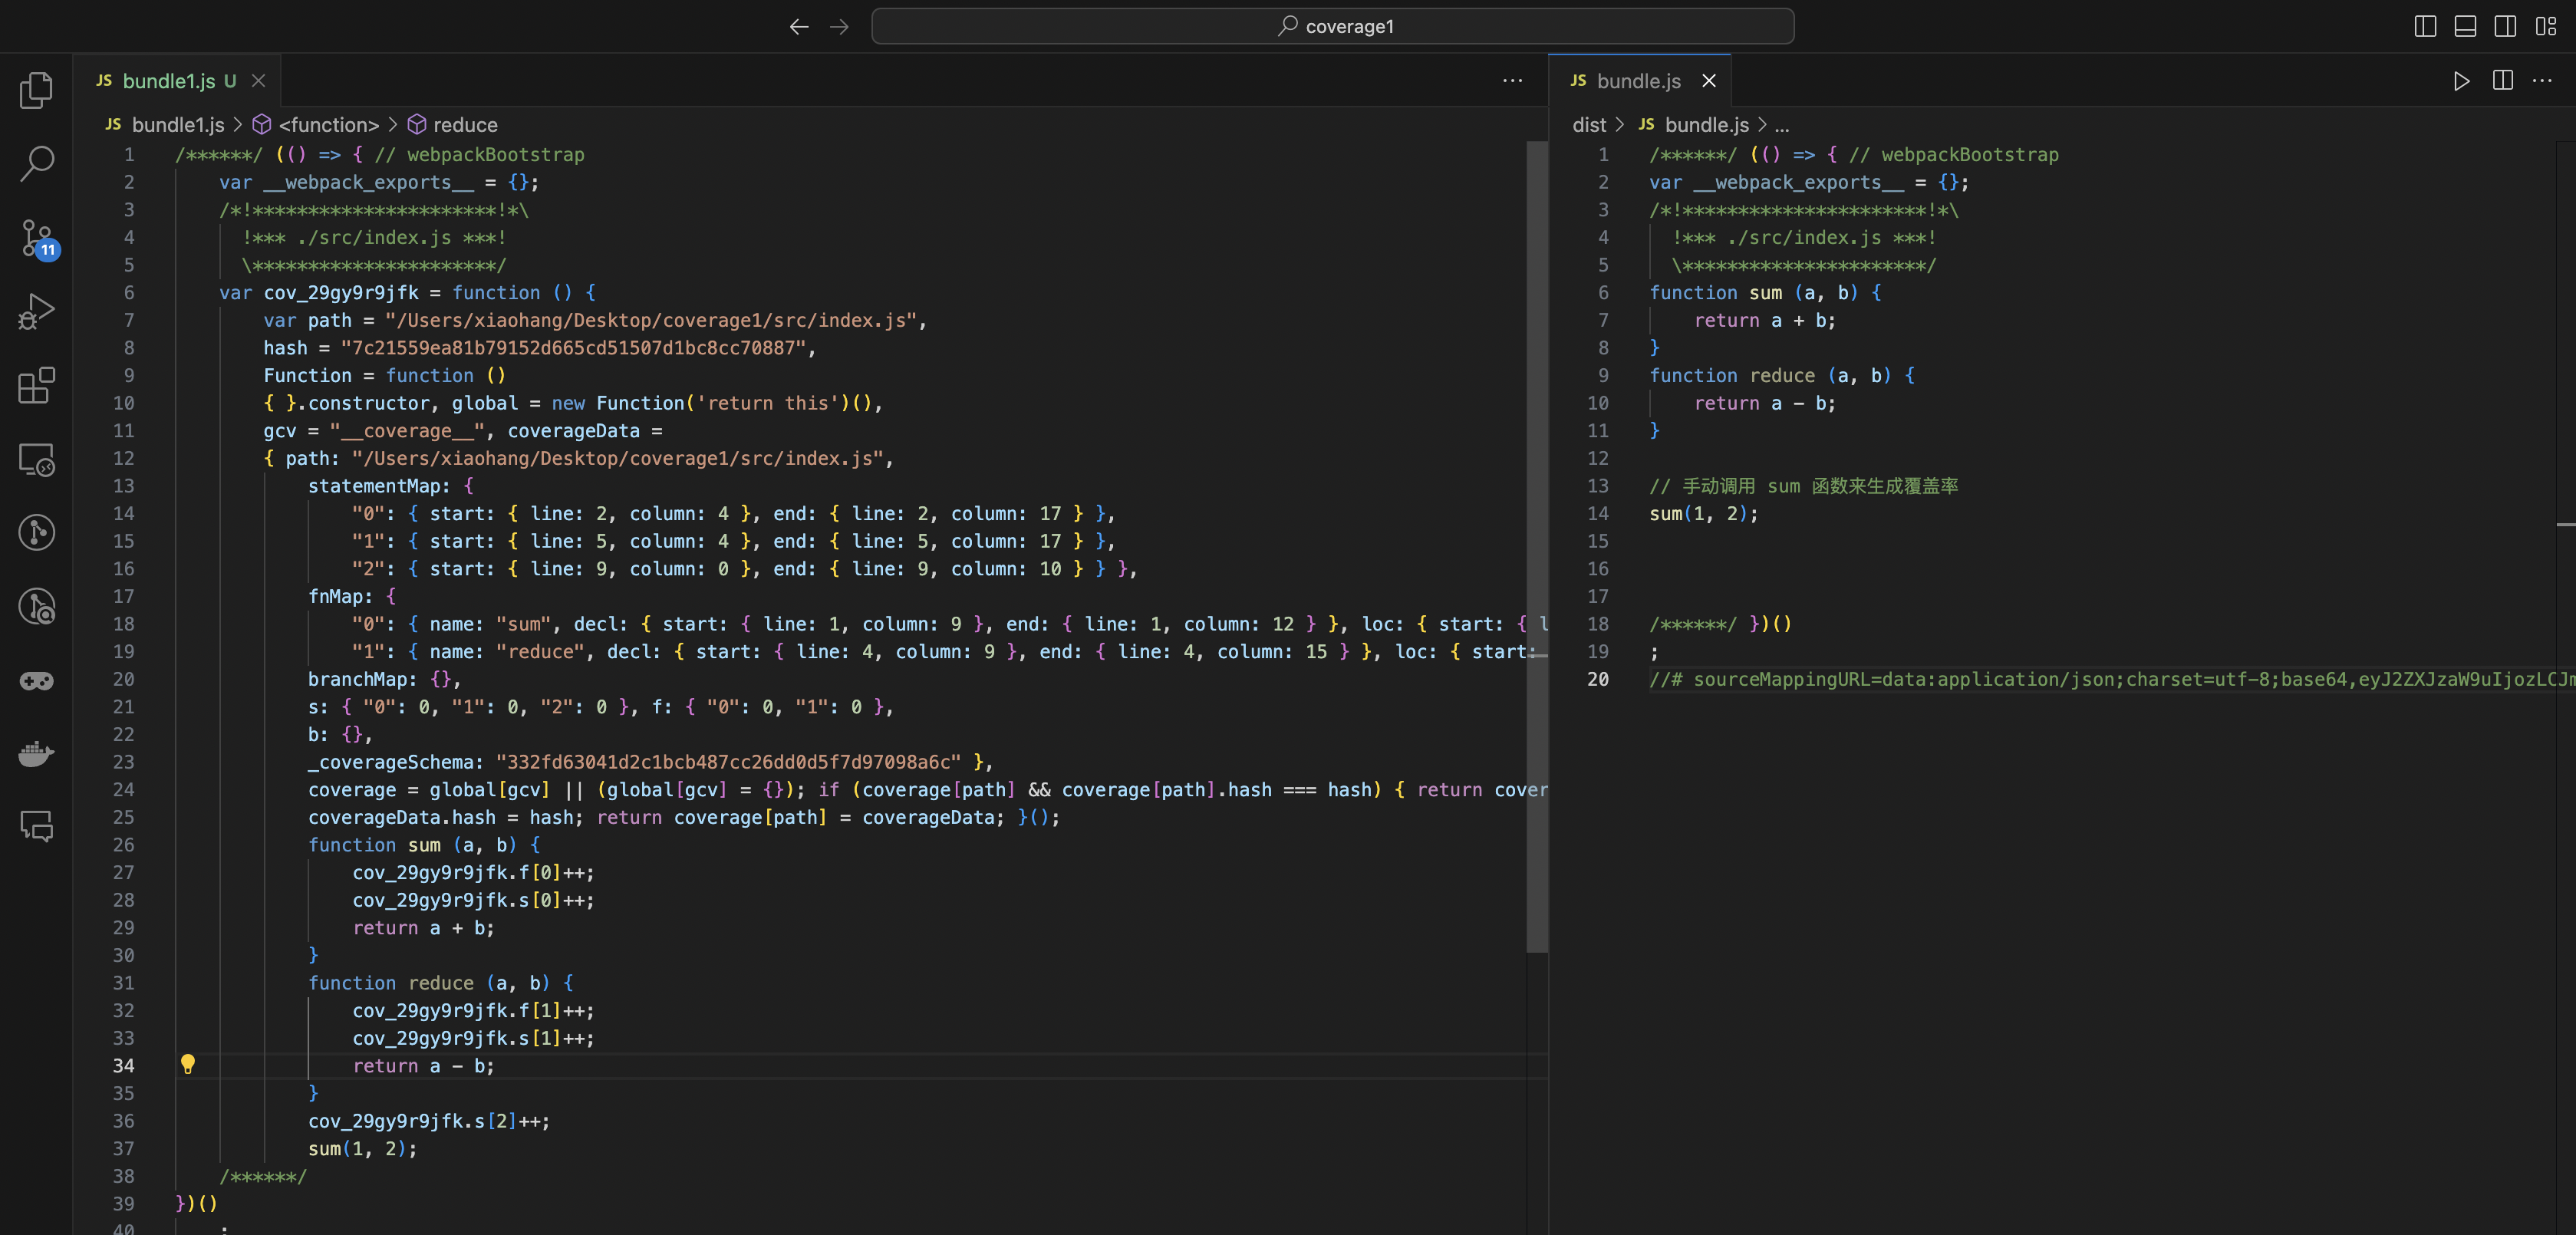 coverage1
JS bundle1.js U
JS bundle1.js > <function> > reduce
1 /******/ (() => { // webpackBootstrap
2 var __webpack_exports__ = {};
3 /*!**********************!*\
4 !*** ./src/index.js ***!
5 \**********************/
6 var cov_29gy9r9jfk = function () {
7 var path = "/Users/xiaohang/Desktop/coverage1/src/index.js",
8 hash = "7c21559ea81b79152d665cd51507d1bc8cc70887",
9 Function = function ()
10 { }.constructor, global = new Function('return this')(),
11 gcv = "__coverage__", coverageData =
12 { path: "/Users/xiaohang/Desktop/coverage1/src/index.js",
13 statementMap: {
14 "0": { start: { line: 2, column: 4 }, end: { line: 2, column: 17 } },
15 "1": { start: { line: 5, column: 4 }, end: { line: 5, column: 17 } },
16 "2": { start: { line: 9, column: 0 }, end: { line: 9, column: 10 } } },
17 fnMap: {
18 "0": { name: "sum", decl: { start: { line: 1, column: 9 }, end: { line: 1, column: 12 } }, loc: { start: { l
19 "1": { name: "reduce", decl: { start: { line: 4, column: 9 }, end: { line: 4, column: 15 } }, loc: { start:
20 branchMap: {},
21 s: { "0": 0, "1": 0, "2": 0 }, f: { "0": 0, "1": 0 },
22 b: {},
23 _coverageSchema: "332fd63041d2c1bcb487cc26dd0d5f7d97098a6c" },
24 coverage = global[gcv] || (global[gcv] = {}); if (coverage[path] && coverage[path].hash === hash) { return cover
25 coverageData.hash = hash; return coverage[path] = coverageData; }();
26 function sum (a, b) {
27 cov_29gy9r9jfk.f[0]++;
28 cov_29gy9r9jfk.s[0]++;
29 return a + b;
30 }
31 function reduce (a, b) {
32 cov_29gy9r9jfk.f[1]++;
33 cov_29gy9r9jfk.s[1]++;
34 return a - b;
35 }
36 cov_29gy9r9jfk.s[2]++;
37 sum(1, 2);
38 /******/
39 })()
40 ;
11
JS bundle.js
dist > JS bundle.js > ...
1 /******/ (() => { // webpackBootstrap
2 var __webpack_exports__ = {};
3 /*!**********************!*\
4 !*** ./src/index.js ***!
5 \**********************/
6 function sum (a, b) {
7 return a + b;
8 }
9 function reduce (a, b) {
10 return a - b;
11 }
12
13 // 手动调用 sum 函数来生成覆盖率
14 sum(1, 2);
15
16
17
18 /******/ })()
19 ;
20 //# sourceMappingURL=data:application/json;charset=utf-8;base64,eyJ2ZXJzaW9uIjozLCJm